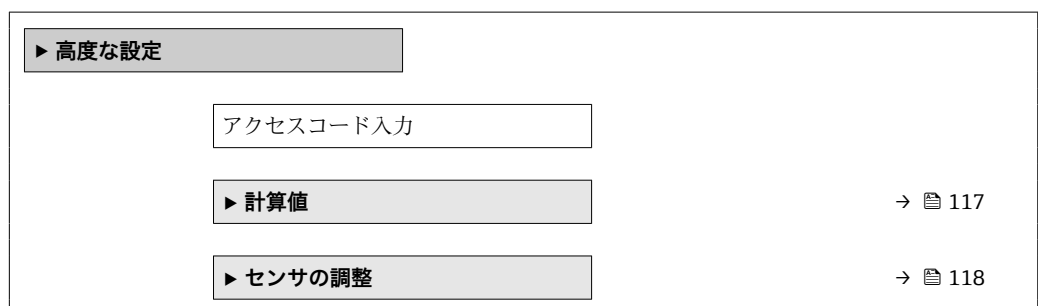 ▶ 高度な設定
アクセスコード入力
▶ 計算値 → 🖹 117
▶ センサの調整 → 🖹 118